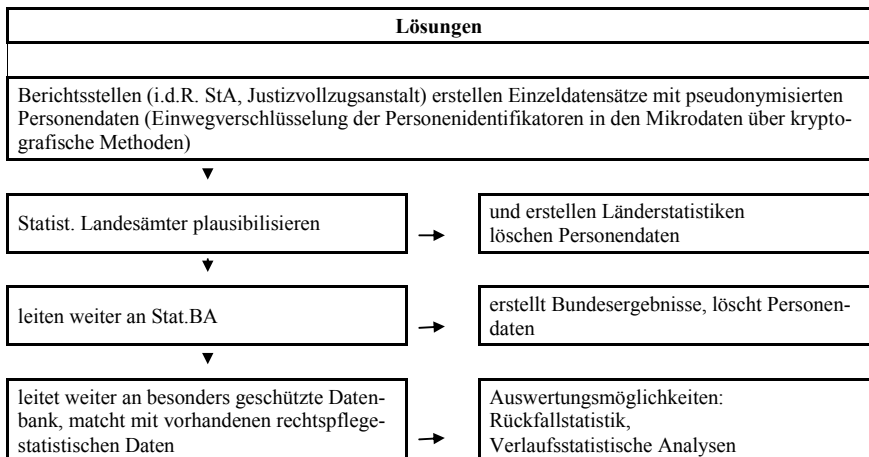 Lösungen
Berichtsstellen (i.d.R. StA, Justizvollzugsanstalt) erstellen Einzeldatensätze mit pseudonymisierten
Personendaten (Einwegverschlüsselung der Personenidentifikatoren in den Mikrodaten über krypto-
grafische Methoden)
Statist. Landesämter plausibilisieren
und erstellen Länderstatistiken
löschen Personendaten
leiten weiter an Stat.BA
erstellt Bundesergebnisse, löscht Personen-
daten
leitet weiter an besonders geschützte Daten-
bank, matcht mit vorhandenen rechtspflege-
statistischen Daten
Auswertungsmöglichkeiten:
Rückfallstatistik,
Verlaufsstatistische Analysen